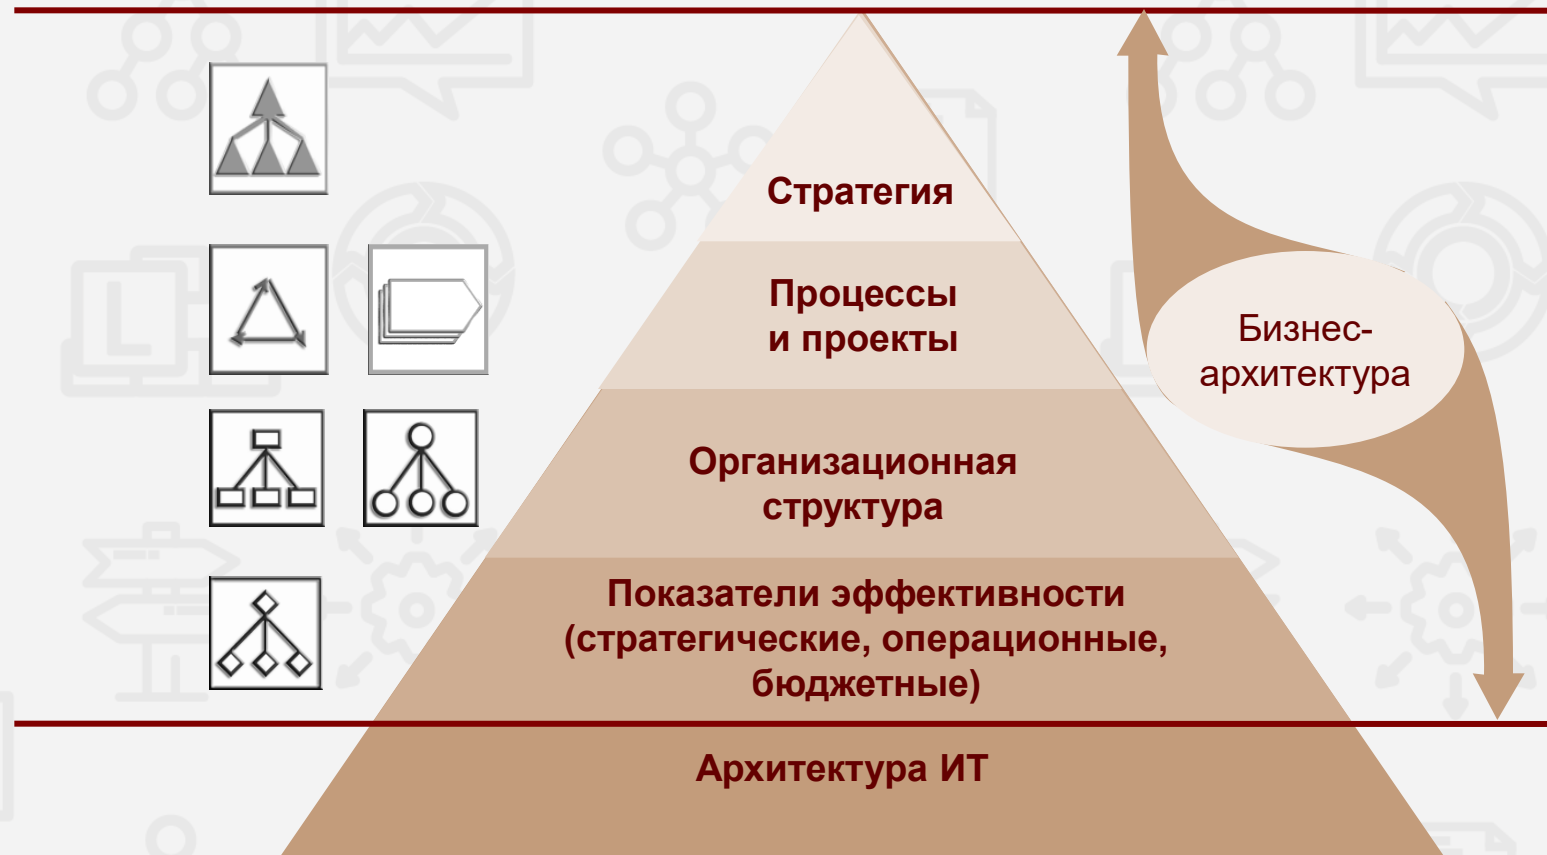 Стратегия
Процессы
и проекты
Бизнес-
архитектура
Организационная
структура
Показатели эффективности
(стратегические, операционные,
бюджетные)
Архитектура ИТ